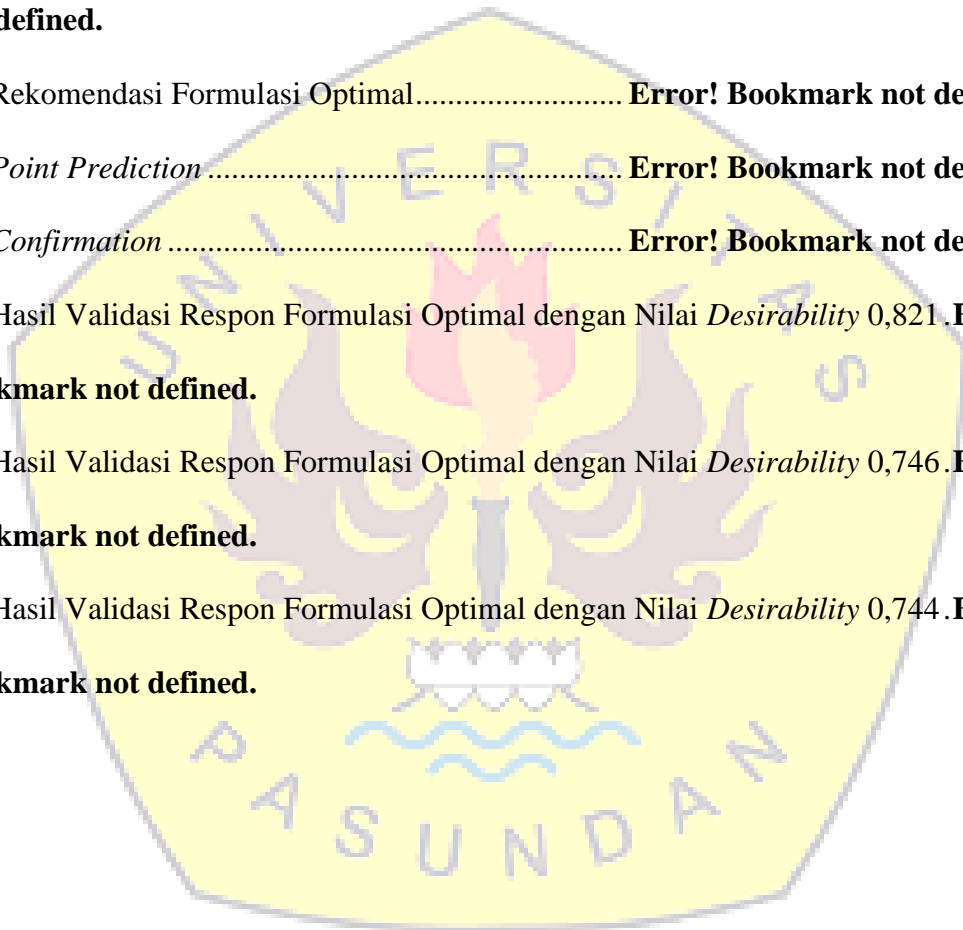 defined.
Rekomendasi Formulasi Optimal.......................... Error! Bookmark not de
Point Prediction .................................................... Error! Bookmark not de
Confirmation ......................................................... Error! Bookmark not de
Hasil Validasi Respon Formulasi Optimal dengan Nilai Desirability 0,821.E
kmark not defined.
Hasil Validasi Respon Formulasi Optimal dengan Nilai Desirability 0,746.E
kmark not defined.
Hasil Validasi Respon Formulasi Optimal dengan Nilai Desirability 0,744.E
kmark not defined.
UNIVERSITAS
PASUNDAN